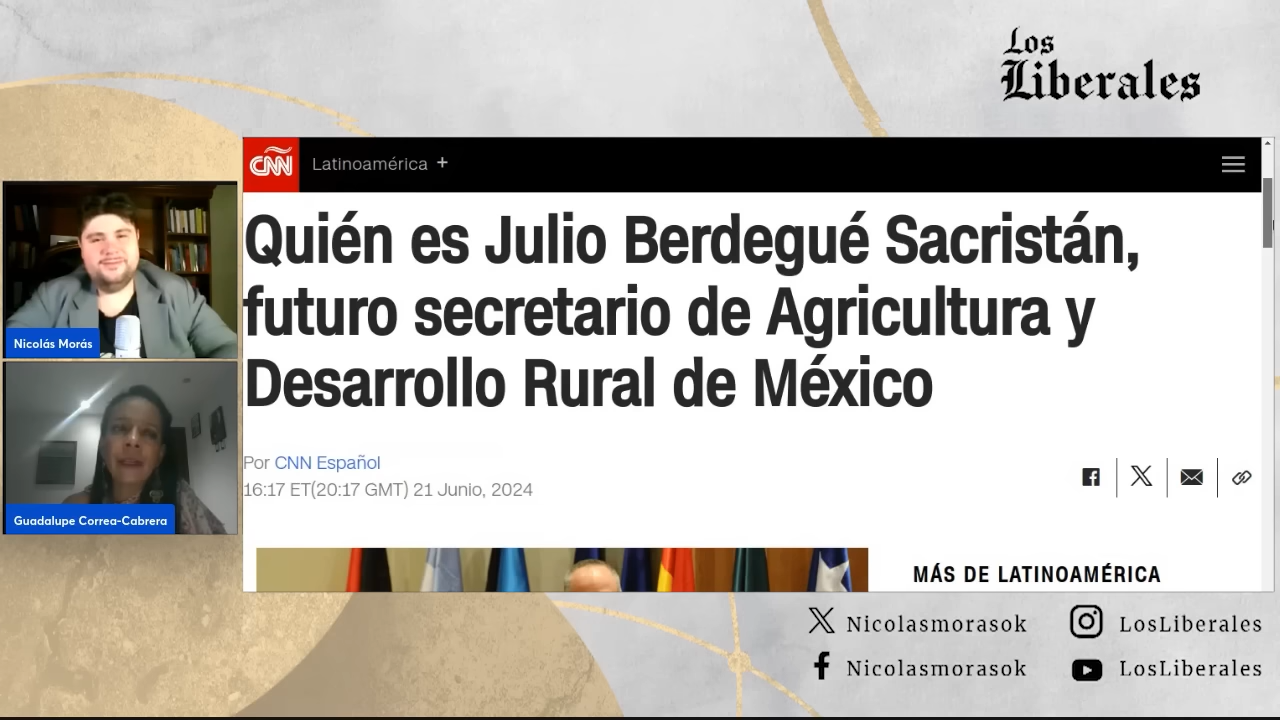 Los
Liberales
CNN
Latinoamérica +
Quién es Julio Berdegué Sacristán,
futuro secretario de Agricultura y
Desarrollo Rural de México
Por CNN Español
16:17 ET(20:17 GMT) 21 Junio, 2024
MÁS DE LATINOAMÉRICA
Nicolás Morás
Guadalupe Correa-Cabrera
Nicolasmorasok
LosLiberales
Nicolasmorasok
LosLiberales